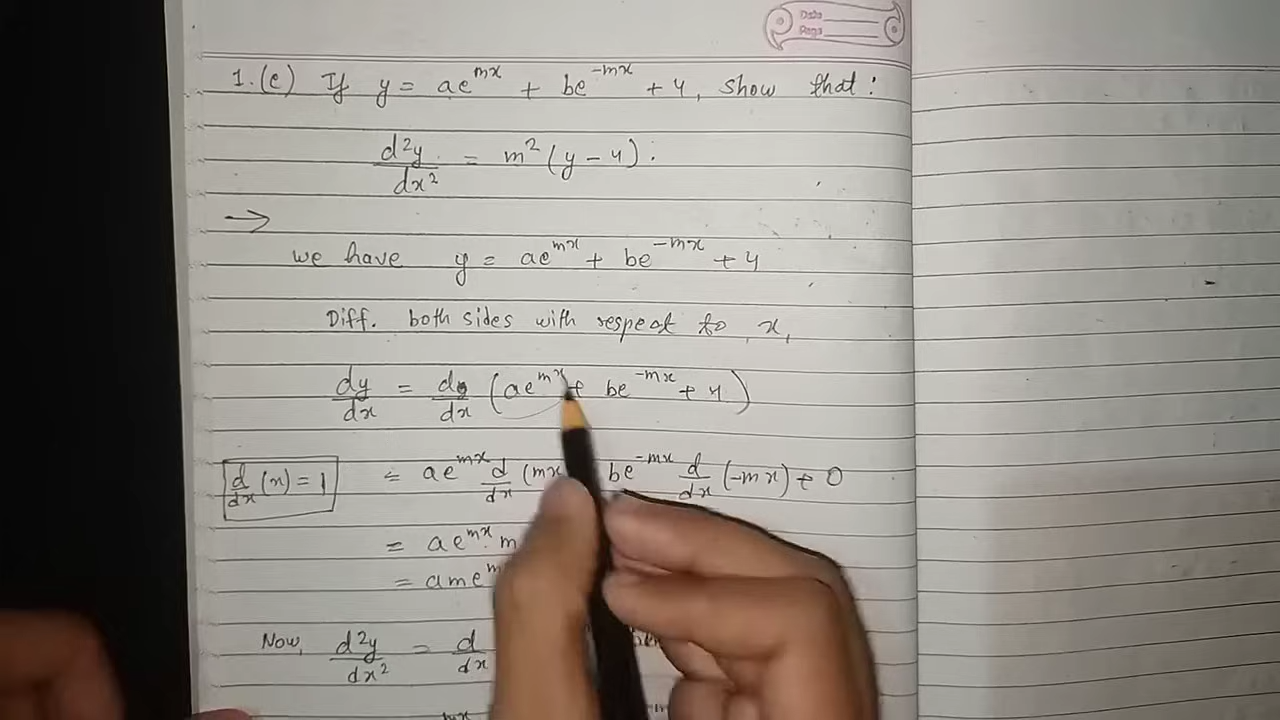 Date
Page
1.(c) If y = ae^mx + be^-mx + 4, show that:
d²y/dx² = m² (y - 4).
→
we have y = ae^mx + be^-mx + 4
Diff. both sides with respect to x,
dy/dx = d/dx (ae^mx + be^-mx + 4)
d/dx (x) = 1 = ae^mx d/dx (mx be^-mx d/dx (-mx) + 0
= ae^mx m
= ame^m
Now, d²y/dx² = d/dx